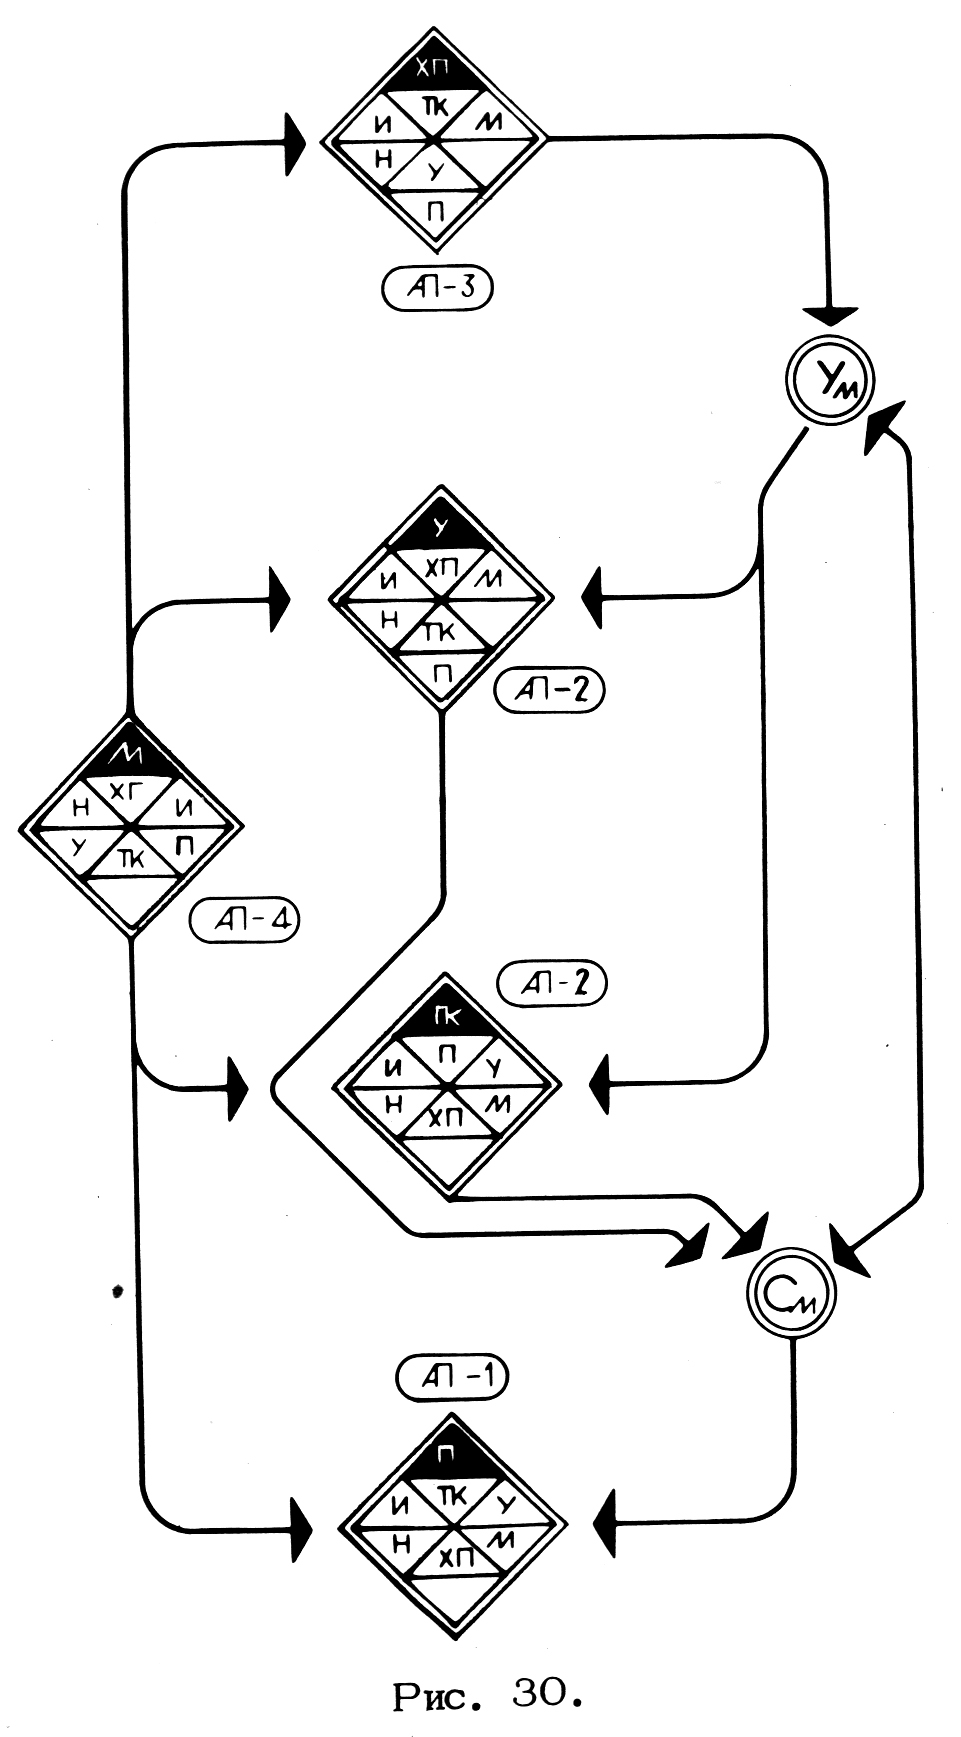 ХП
ТК
И М
Н У
П
АП-3
Ум
У
ХП
И М
Н ТК
П
АП-2
М
ХГ
Н И
У ТК П
АП-4
АП-2
ПК
П
И У
Н ХП М
См
АП-1
П
ТК
И У
Н ХП М
Рис. 30.